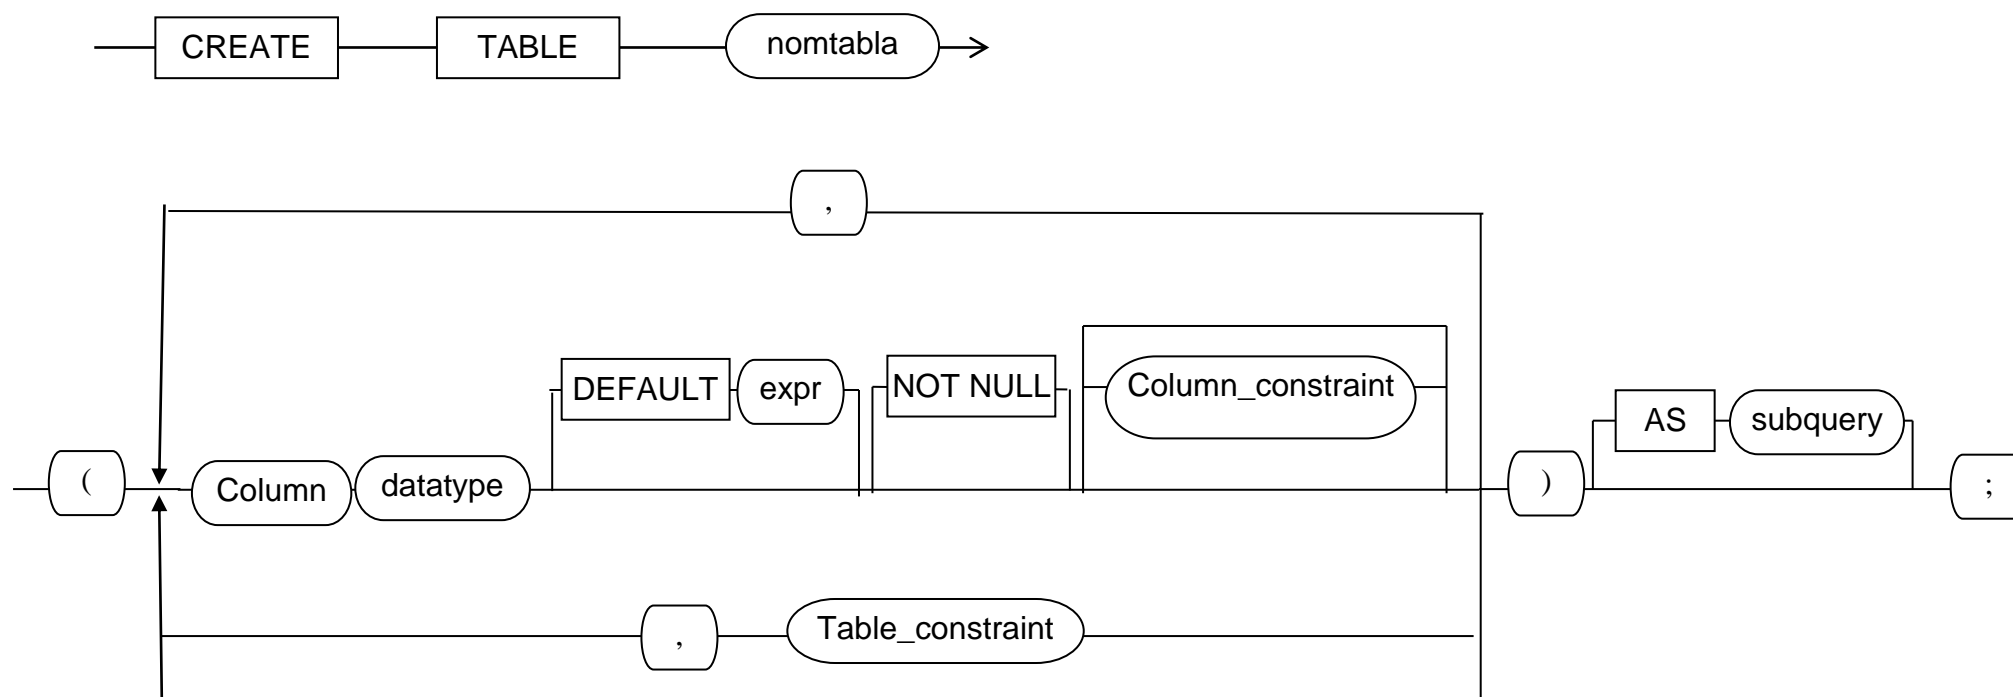 CREATE TABLE nomtabla
,
DEFAULT expr NOT NULL Column_constraint
( Column datatype ) AS subquery ;
, Table_constraint